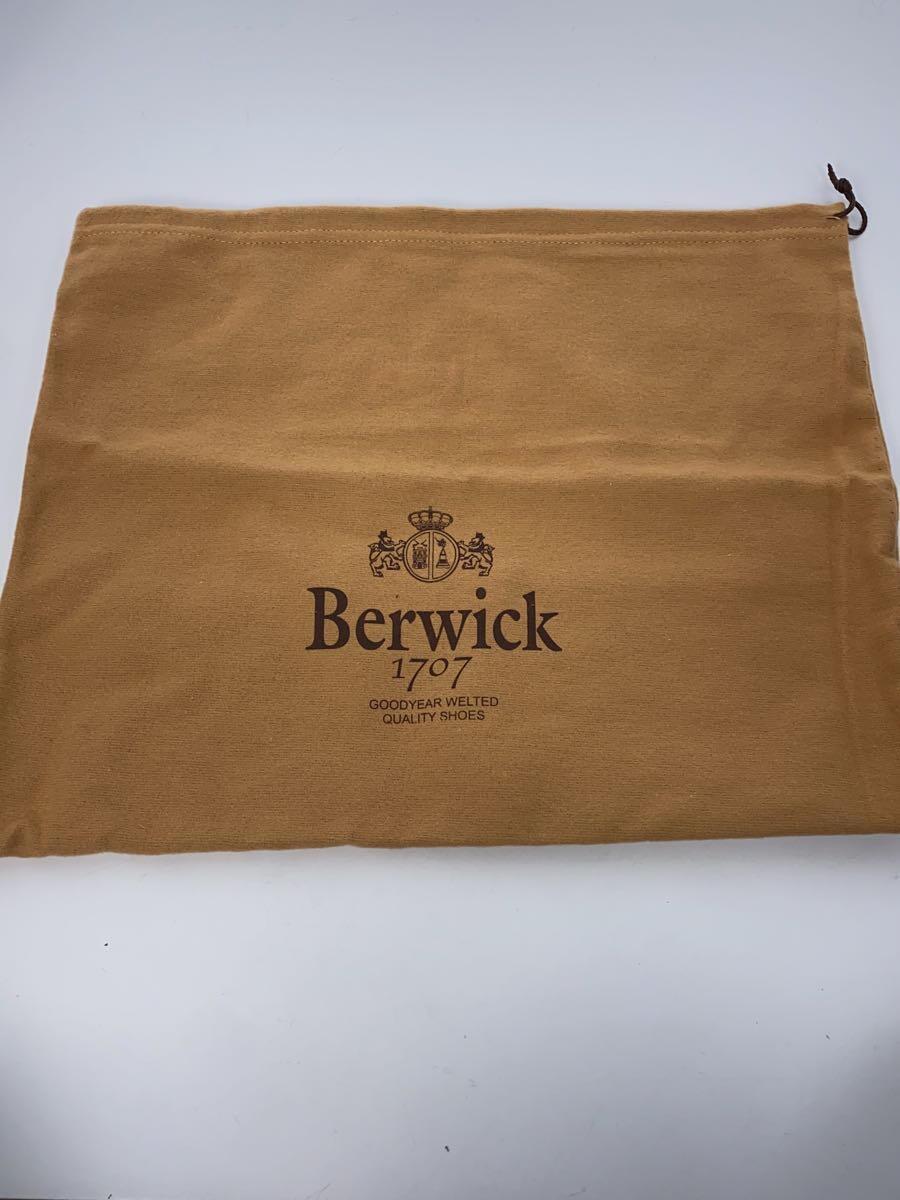 Berwick
1707
GOODYEAR WELTED
QUALITY SHOES